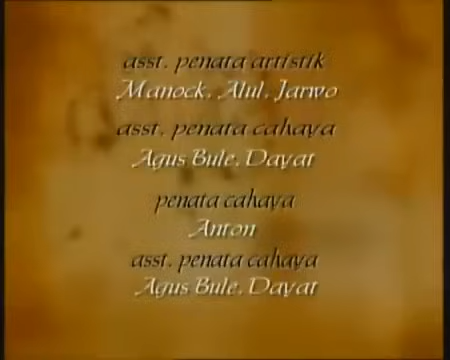 asst. penata artistik
Manock, Alul, Jarwo
asst. penata cahaya
Agus Bule, Dayat
penata cahaya
Anton
asst. penata cahaya
Agus Bule, Dayat